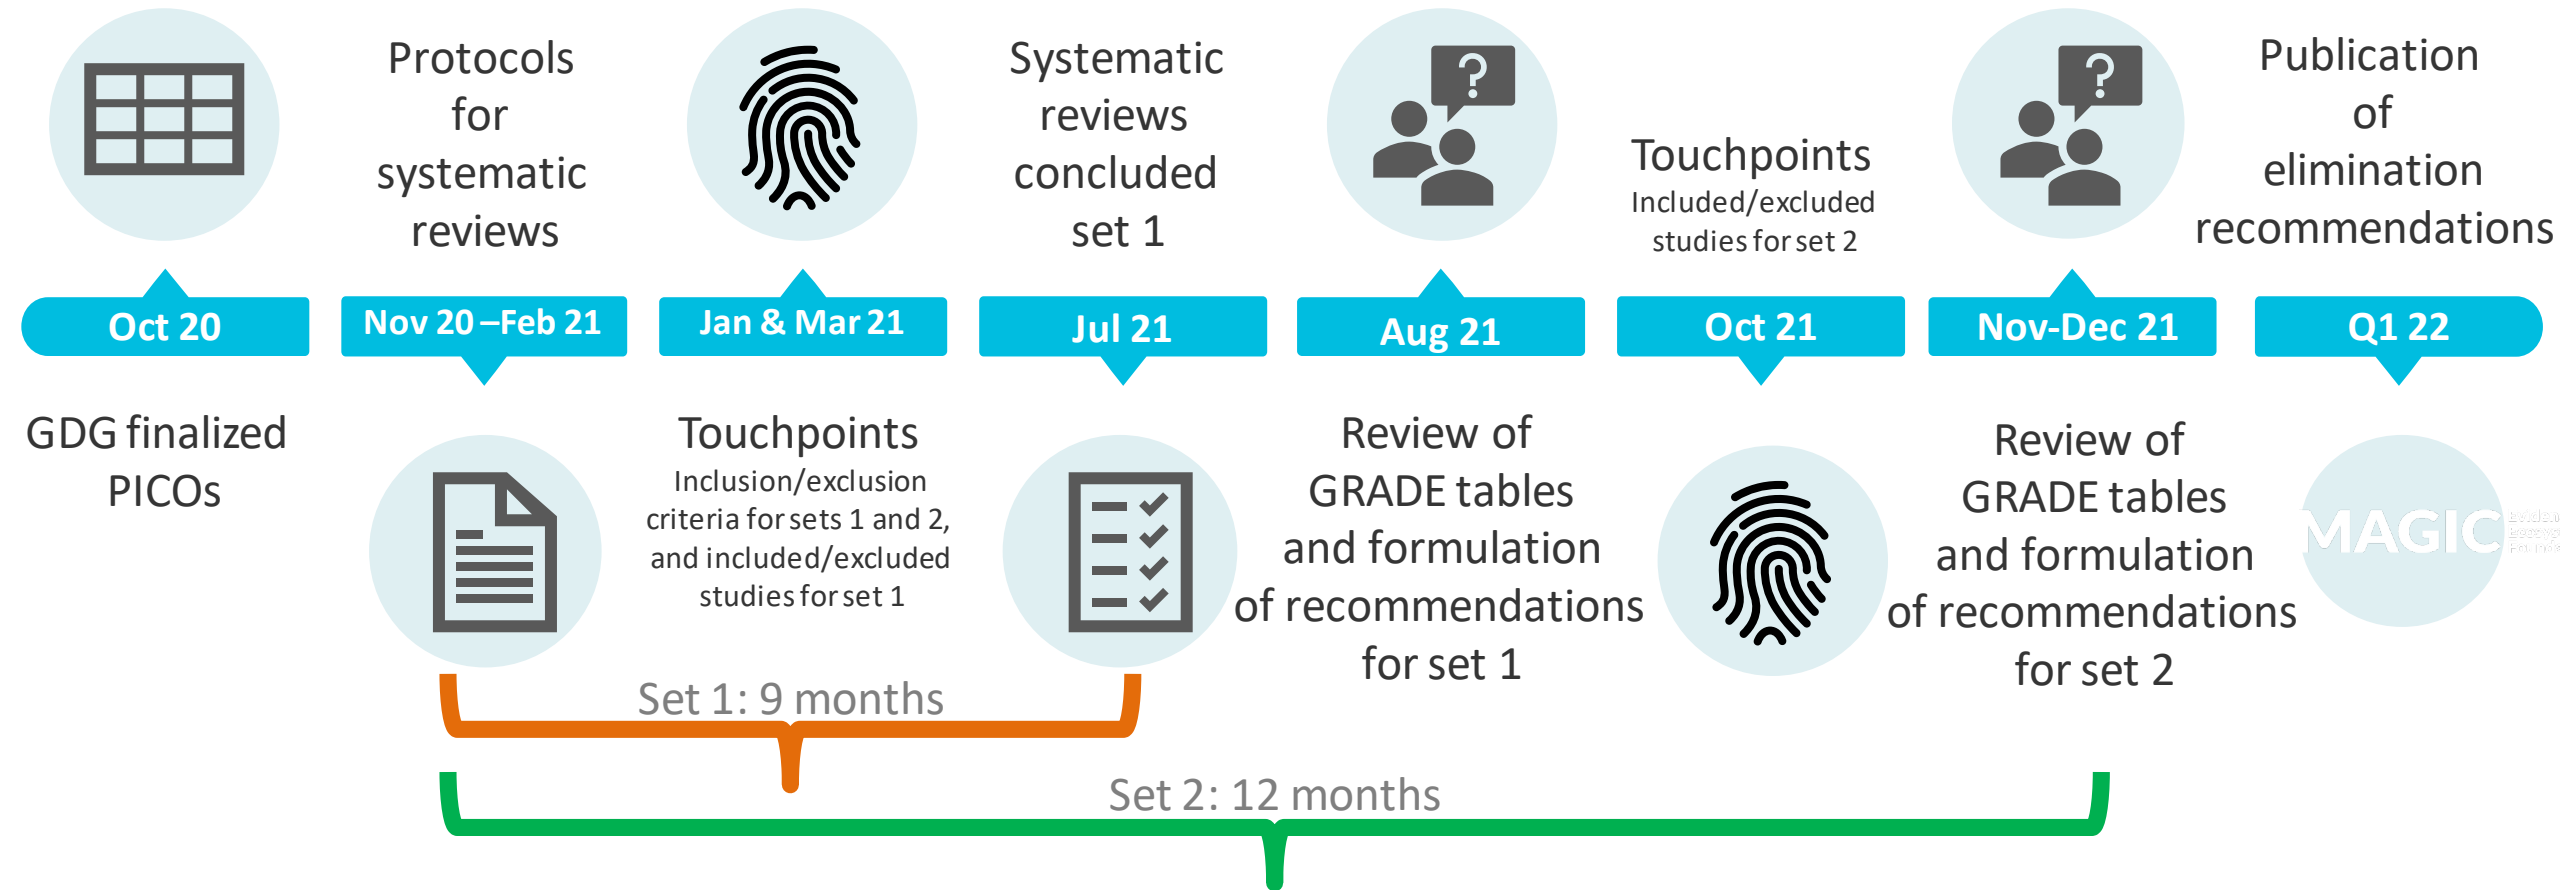 Protocols
for
systematic
reviews
Systematic
reviews
concluded
set 1
Touchpoints
Included/excluded
studies for set 2
Publication
of
elimination
recommendations
Oct 20
Nov 20 –Feb 21
Jan & Mar 21
Jul 21
Aug 21
Oct 21
Nov-Dec 21
Q1 22
GDG finalized
PICOs
Touchpoints
Inclusion/exclusion
criteria for sets 1 and 2,
and included/excluded
studies for set 1
Review of
GRADE tables
and formulation
of recommendations
for set 1
Review of
GRADE tables
and formulation
of recommendations
for set 2
MAGIC
Set 1: 9 months
Set 2: 12 months